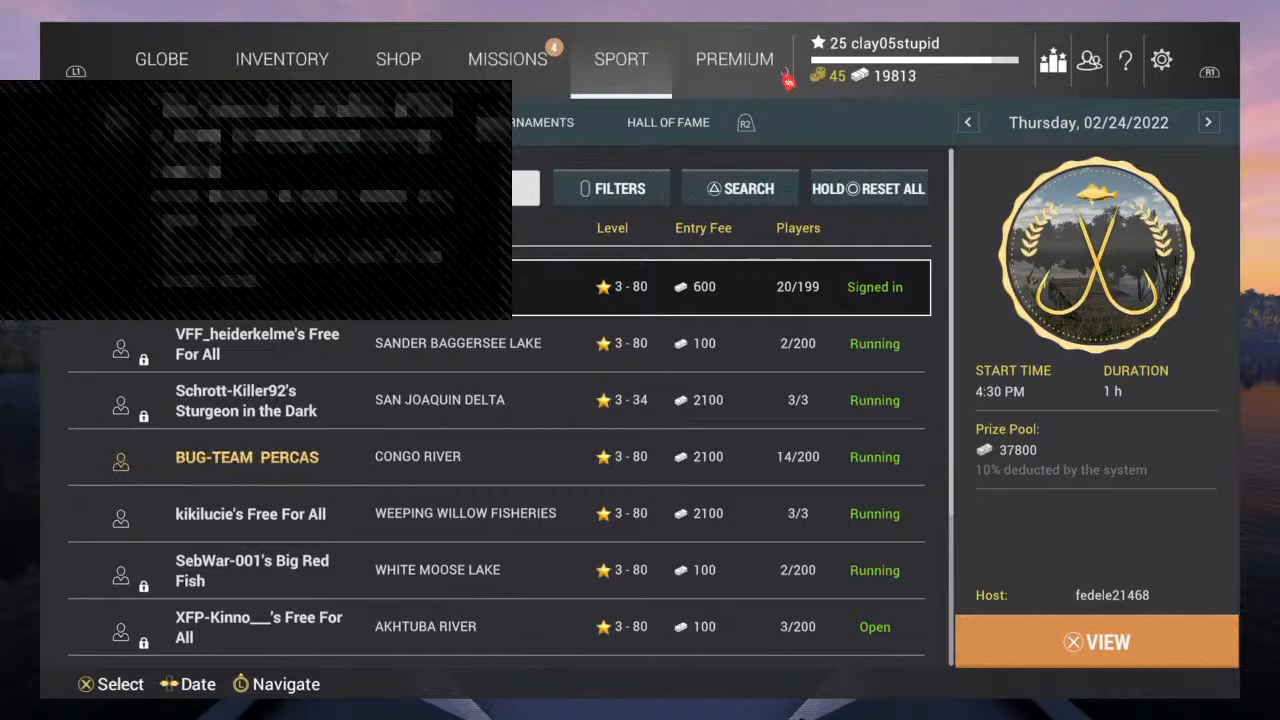 25 clay05stupid
GLOBE INVENTORY SHOP MISSIONS 4 SPORT PREMIUM
L1 % 45 19813 ? R1
RNAMENTS HALL OF FAME R2 < Thursday, 02/24/2022 >
FILTERS SEARCH HOLD RESET ALL
Level Entry Fee Players
3 - 80 600 20/199 Signed in
VFF_heiderkelme's Free
For All SANDER BAGGERSEE LAKE 3 - 80 100 2/200 Running
Schrott-Killer92's
Sturgeon in the Dark SAN JOAQUIN DELTA 3 - 34 2100 3/3 Running
BUG-TEAM PERCAS CONGO RIVER 3 - 80 2100 14/200 Running
kikilucie's Free For All WEEPING WILLOW FISHERIES 3 - 80 2100 3/3 Running
SebWar-001's Big Red
Fish WHITE MOOSE LAKE 3 - 80 100 2/200 Running
XFP-Kinno___'s Free For
All AKHTUBA RIVER 3 - 80 100 3/200 Open
START TIME DURATION
4:30 PM 1 h
Prize Pool:
37800
10% deducted by the system
Host: fedele21468
VIEW
Select Date L Navigate